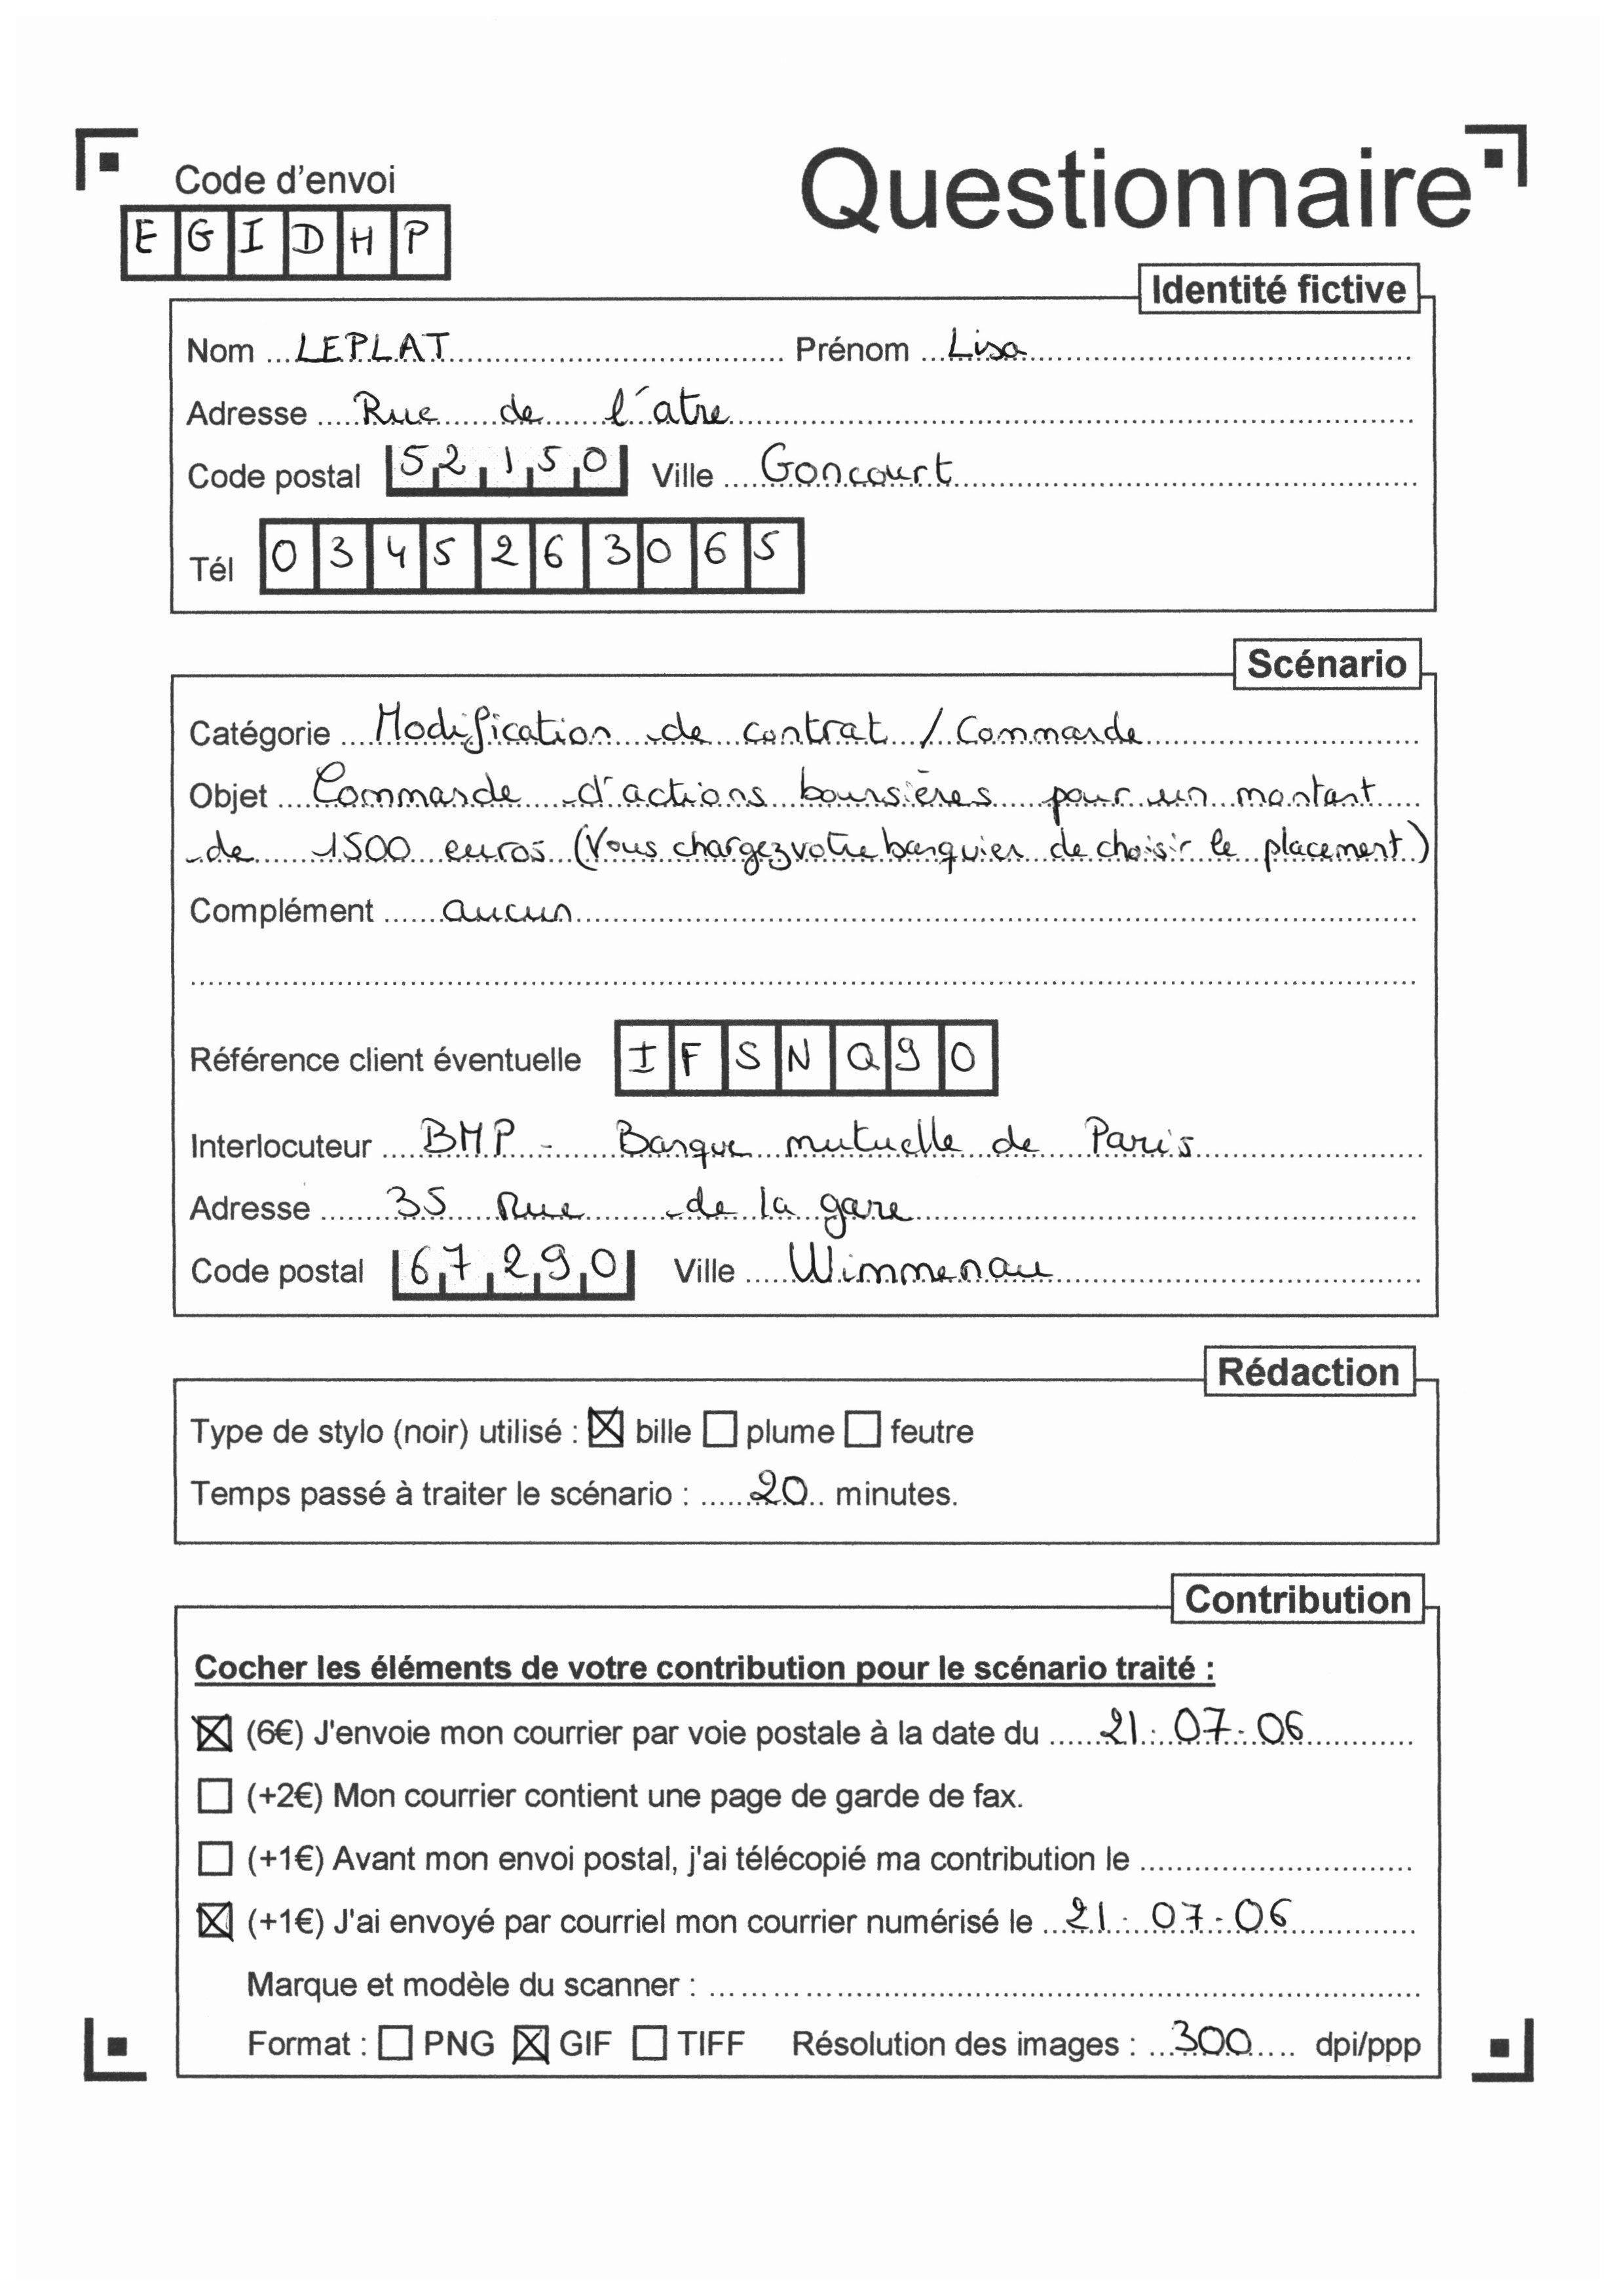 Code d'envoi
Questionnaire
EGIDHP
Identité fictive
Nom LEPLAT Prénom Lisa
Adresse Rue de l'atre
Code postal 52150 Ville Goncourt
Tél 0345263065
Scénario
Catégorie Modification de contrat / Commande
Objet Commande d'actions boursières pour un montant
de 1500 euros (Vous chargez votre banquier de choisir le placement)
Complément aucun
Référence client éventuelle IFSNQ90
Interlocuteur BMP - Banque mutuelle de Paris
Adresse 35 Rue de la gare
Code postal 67290 Ville Wimmenau
Rédaction
Type de stylo (noir) utilisé : ☒ bille ☐ plume ☐ feutre
Temps passé à traiter le scénario : 20 minutes.
Contribution
Cocher les éléments de votre contribution pour le scénario traité :
☒ (6€) J'envoie mon courrier par voie postale à la date du 21.07.06
☐ (+2€) Mon courrier contient une page de garde de fax.
☐ (+1€) Avant mon envoi postal, j'ai télécopié ma contribution le
☒ (+1€) J'ai envoyé par courriel mon courrier numérisé le 21.07.06
Marque et modèle du scanner :
Format : ☐ PNG ☒ GIF ☐ TIFF Résolution des images : 300 dpi/ppp